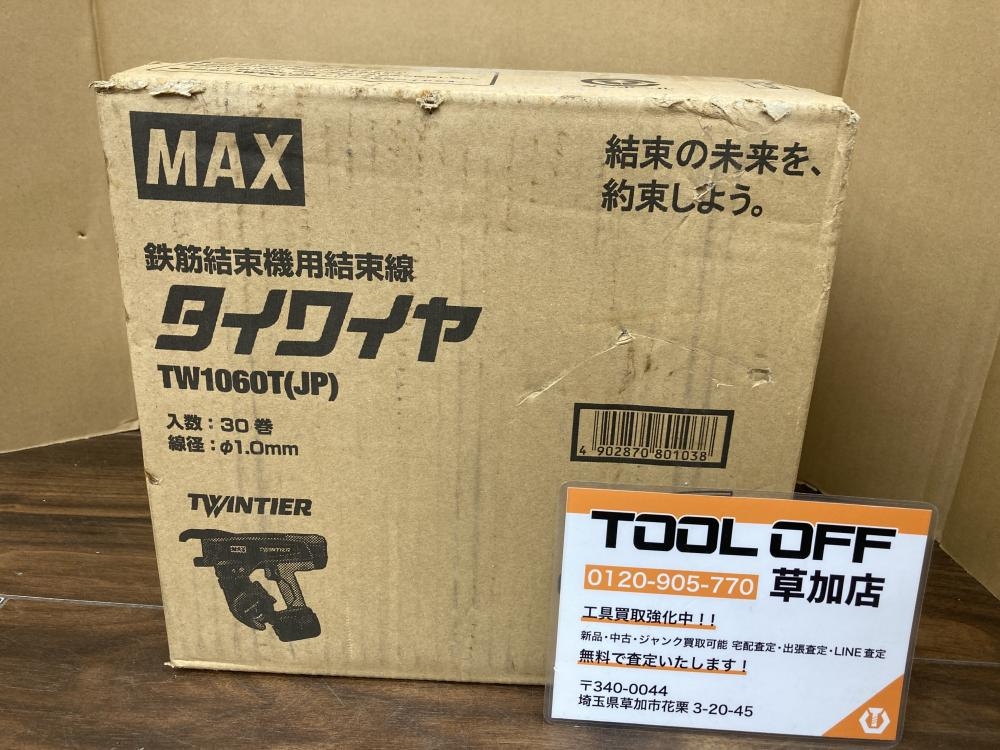 MAX
結束の未来を、
約束しよう。
鉄筋結束機用結束線
タイワイヤ
TW1060T(JP)
入数：30巻
線径：φ1.0mm
4 902870 801038
TWINTIER
MAX TWINTIER
TOOL OFF
0120-905-770 草加店
工具買取強化中！！
新品・中古・ジャンク買取可能 宅配査定・出張査定・LINE査定
無料で査定いたします！
〒340-0044
埼玉県草加市花栗 3-20-45